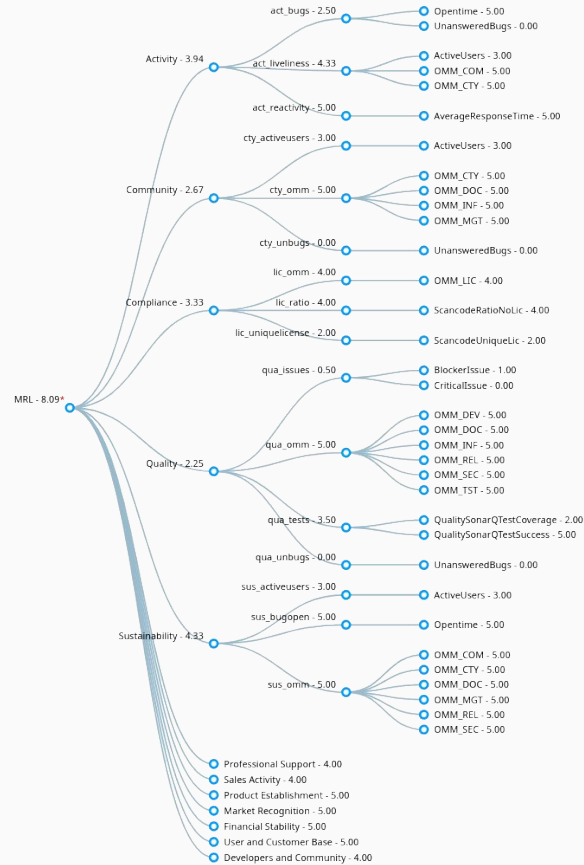 act_bugs - 2.50
Opentime - 5.00
UnansweredBugs - 0.00
Activity - 3.94
act_liveliness - 4.33
ActiveUsers - 3.00
OMM_COM - 5.00
OMM_CTY - 5.00
act_reactivity - 5.00
AverageResponseTime - 5.00
cty_activeusers - 3.00
ActiveUsers - 3.00
Community - 2.67
cty_omm - 5.00
OMM_CTY - 5.00
OMM_DOC - 5.00
OMM_INF - 5.00
OMM_MGT - 5.00
cty_unbugs - 0.00
UnansweredBugs - 0.00
lic_omm - 4.00
OMM_LIC - 4.00
Compliance - 3.33
lic_ratio - 4.00
ScancodeRatioNoLic - 4.00
lic_uniquelicense - 2.00
ScancodeUniqueLic - 2.00
qua_issues - 0.50
BlockerIssue - 1.00
CriticalIssue - 0.00
MRL - 8.09*
Quality - 2.25
qua_omm - 5.00
OMM_DEV - 5.00
OMM_DOC - 5.00
OMM_INF - 5.00
OMM_REL - 5.00
OMM_SEC - 5.00
OMM_TST - 5.00
qua_tests - 3.50
QualitySonarQTestCoverage - 2.00
QualitySonarQTestSuccess - 5.00
qua_unbugs - 0.00
UnansweredBugs - 0.00
sus_activeusers - 3.00
ActiveUsers - 3.00
Sustainability - 4.33
sus_bugopen - 5.00
Opentime - 5.00
sus_omm - 5.00
OMM_COM - 5.00
OMM_CTY - 5.00
OMM_DOC - 5.00
OMM_MGT - 5.00
OMM_REL - 5.00
OMM_SEC - 5.00
Professional Support - 4.00
Sales Activity - 4.00
Product Establishment - 5.00
Market Recognition - 5.00
Financial Stability - 5.00
User and Customer Base - 5.00
Developers and Community - 4.00